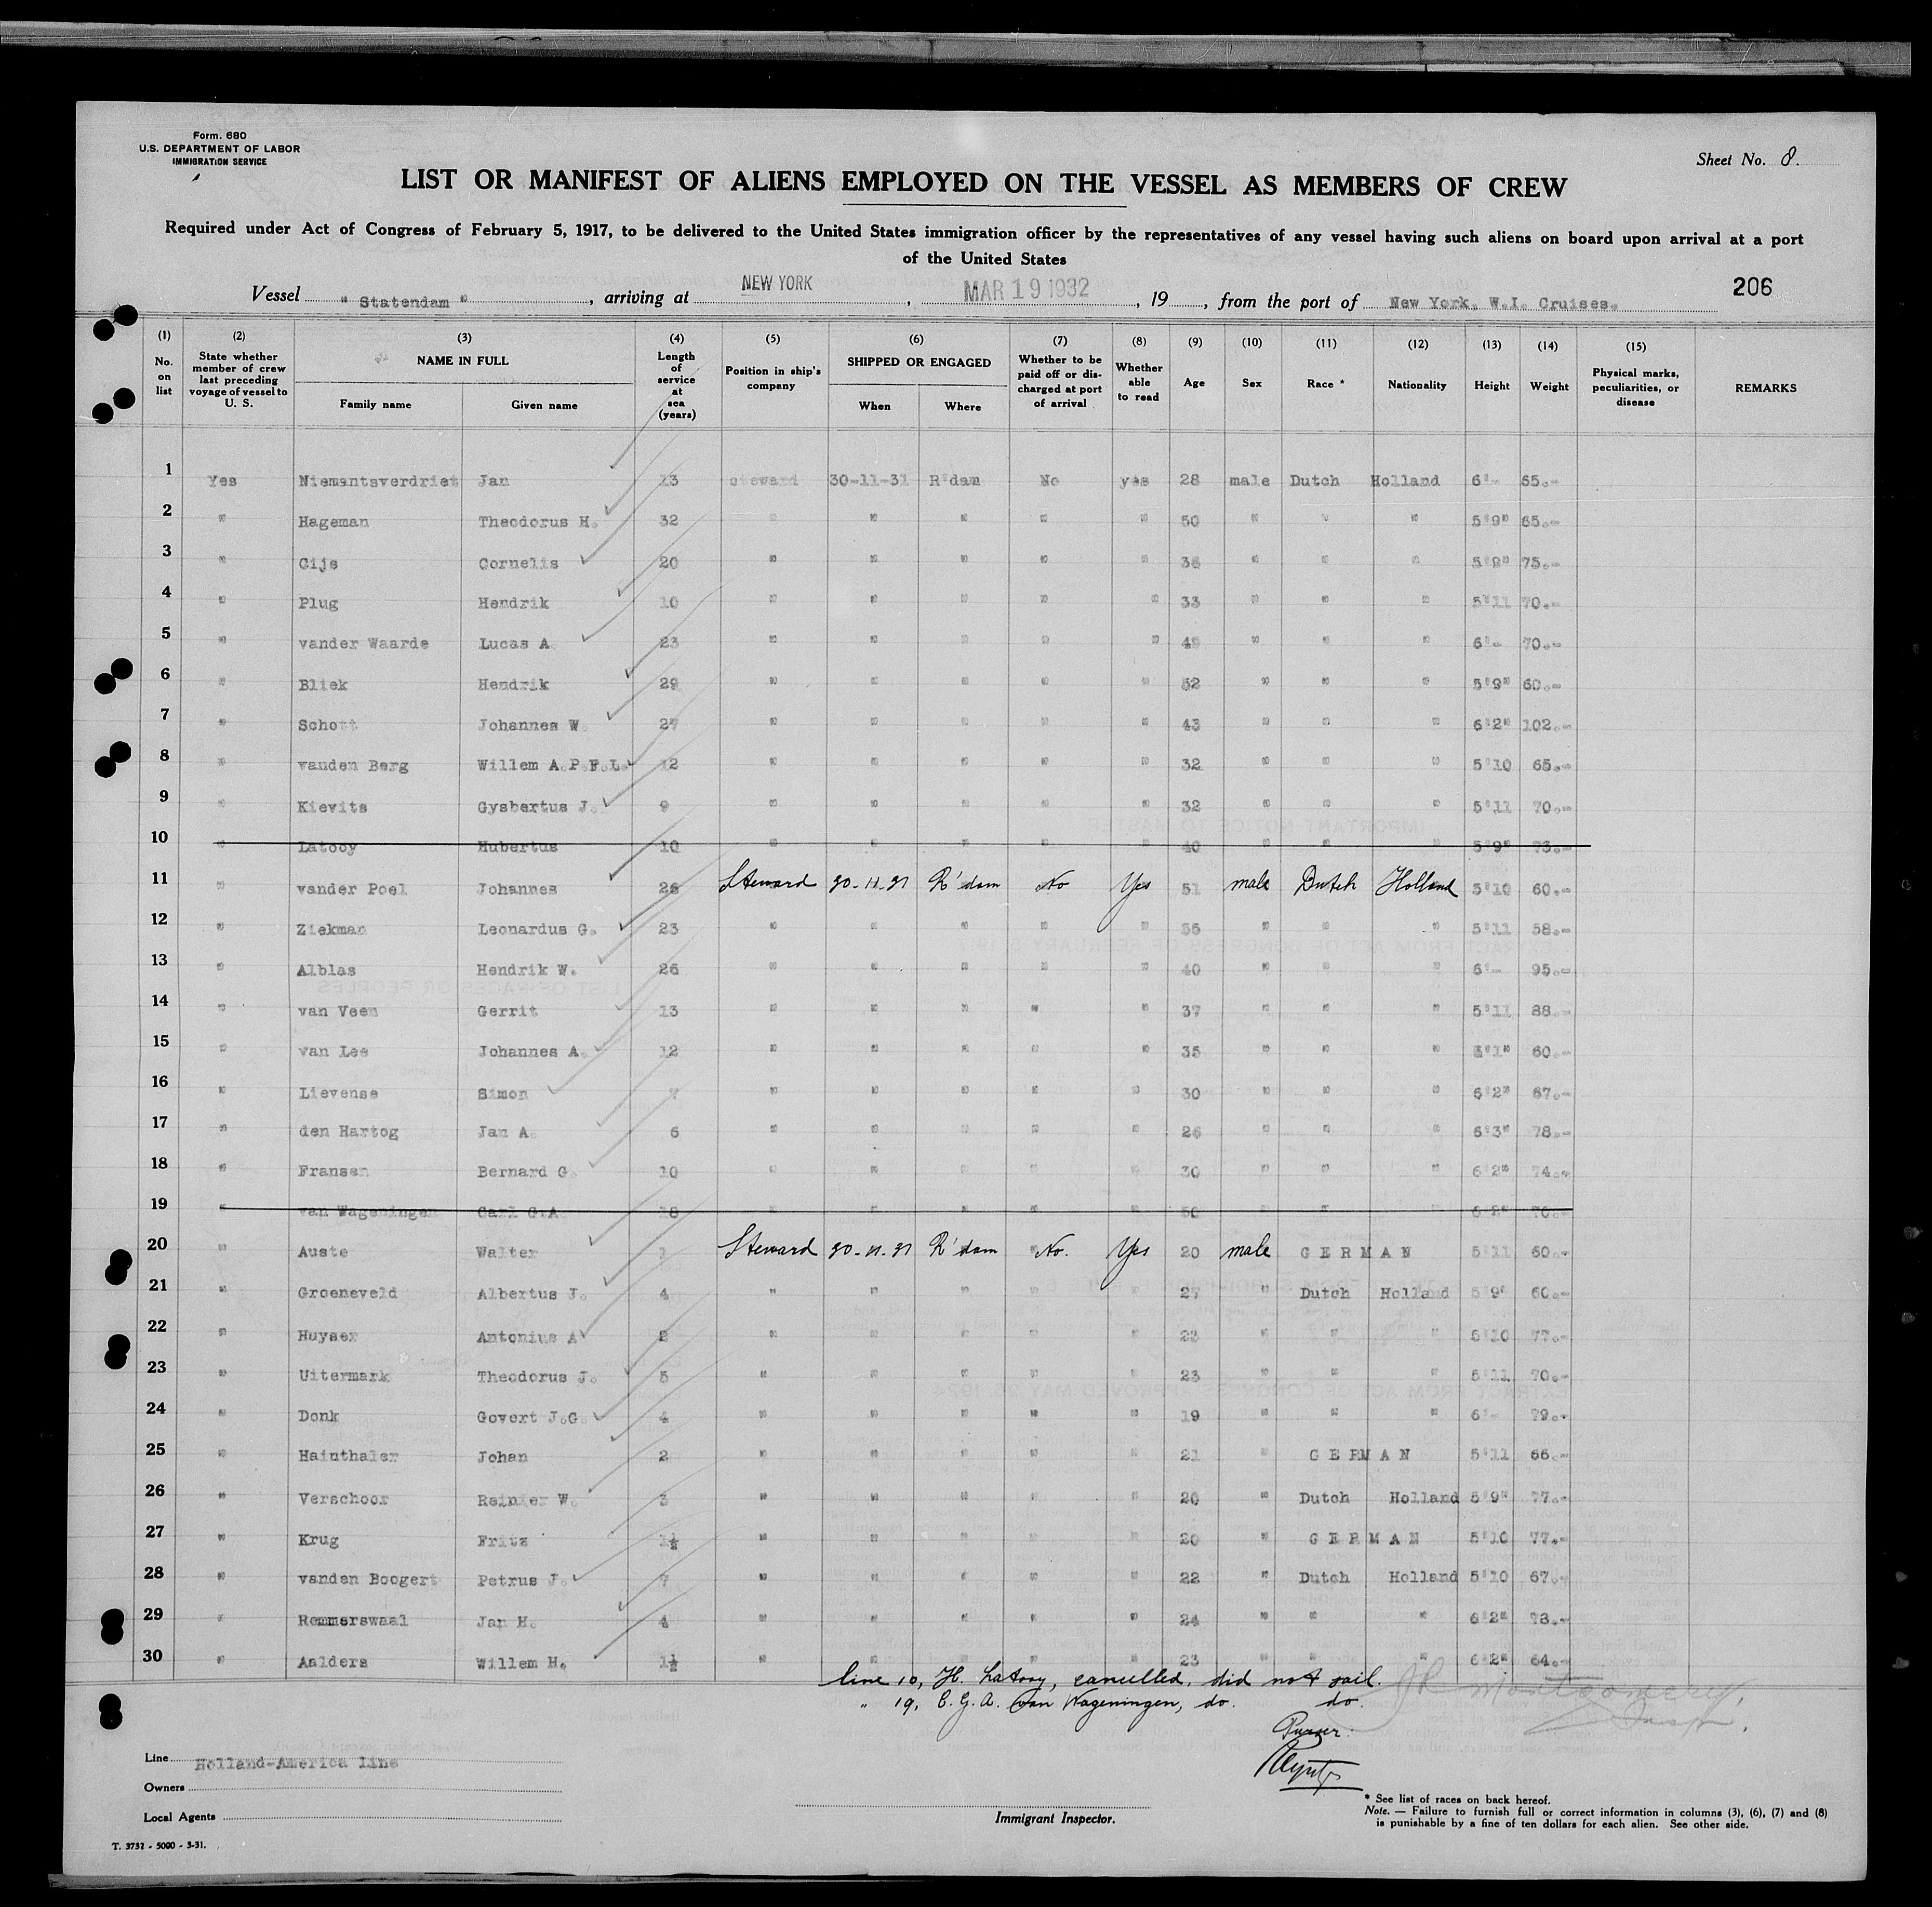 Form. 680
U.S. DEPARTMENT OF LABOR
IMMIGRATION SERVICE
Sheet No. 8.
LIST OR MANIFEST OF ALIENS EMPLOYED ON THE VESSEL AS MEMBERS OF CREW
Required under Act of Congress of February 5, 1917, to be delivered to the United States immigration officer by the representatives of any vessel having such aliens on board upon arrival at a port
of the United States
Vessel " Statendam " , arriving at NEW YORK , MAR 19 1932 , 19 , from the port of New York. W.I. Cruises. 206
(1) No. on list (2) State whether member of crew last preceding voyage of vessel to U. S. (3) NAME IN FULL Family name Given name (4) Length of service at sea (years) (5) Position in ship's company (6) SHIPPED OR ENGAGED When Where (7) Whether to be paid off or discharged at port of arrival (8) Whether able to read (9) Age (10) Sex (11) Race * (12) Nationality (13) Height (14) Weight (15) Physical marks, peculiarities, or disease REMARKS
1 Yes Niemantsverdriet Jan 13 steward 30-11-31 R'dam No yes 28 male Dutch Holland 6'- 65.-
2 " Hageman Theodorus H. 32 " " " " " 50 " " " 5'9" 65.-
3 " Gijs Cornelis 20 " " " " " 36 " " " 5'9" 75.-
4 " Plug Hendrik 10 " " " " " 33 " " " 5'11 70.-
5 " vander Waarde Lucas A. 23 " " " " " 49 " " " 6'- 70.-
6 " Bliek Hendrik 29 " " " " " 52 " " " 5'9" 60.-
7 " Schott Johannes W. 27 " " " " " 43 " " " 6'2" 102.-
8 " vanden Berg Willem A.P.F.L. 12 " " " " " 32 " " " 5'10 65.-
9 " Kievits Gysbertus J. 9 " " " " " 32 " " " 5'11 70.-
10 Latooy Hubertus 10 " " " " " 40 " " " 5'9" 73.-
11 " vander Poel Johannes 26 Steward 30-11-31 R'dam No Yes 51 male Dutch Holland 5'10 60.-
12 " Ziekman Leonardus G. 23 " " " " " 55 " " " 5'11 58.-
13 " Alblas Hendrik W. 26 " " " " " 40 " " " 6'- 95.-
14 " van Veen Gerrit 13 " " " " " 37 " " " 5'11 88.-
15 " van Lee Johannes A. 12 " " " " " 35 " " " 60.-
16 " Lievense Simon 7 " " " " " 30 " " " 6'2" 67.-
17 " den Hartog Jan A. 6 " " " " " 26 " " " 6'3" 78.-
18 " Fransen Bernard G. 10 " " " " " 30 " " " 6'2" 74.-
19 " van Wageningen Carl G.A. 18 " " " " " " " " 6'2" 70.-
20 " Auste Walter Steward 30-11-31 R'dam No. Yes 20 male GERMAN 5'11 60.-
21 " Groeneveld Albertus J. 4 " " " " " 27 " Dutch Holland 5'9" 60.-
22 " Huyser Antonius A 2 " " " " " 23 " " " 5'10 77.-
23 " Uitermark Theodorus J. 5 " " " " " 23 " " " 5'11 70.-
24 " Donk Govert J.G. 4 " " " " " 19 " " " 6'- 79.-
25 " Hainthaler Johan 2 " " " " " 21 " GERMAN 5'11 66.-
26 " Verschoor Reinier W. 3 " " " " " 20 " Dutch Holland 5'9" 77.-
27 " Krug Fritz 1½ " " " " " 20 " GERMAN 5'10 77.-
28 " vanden Boogert Petrus J. 7 " " " " " 22 " Dutch Holland 5'10 67.-
29 " Remmerswaal Jan H. 4 " " " " " 24 " " " 6'2" 73.-
30 " Aalders Willem H. 1½ " " " " " 23 " " " 6'2" 64.-
line 10, H. Latooy, cancelled, did not sail.
" 19, C. G. A. van Wageningen, do. do.
J R Montgomery,
Insp.
Purser.
Line Holland-America Line
Owners
Local Agents
Immigrant Inspector.
* See list of races on back hereof.
Note. — Failure to furnish full or correct information in columns (3), (6), (7) and (8)
is punishable by a fine of ten dollars for each alien. See other side.
T. 3732 - 5000 - 3-31.